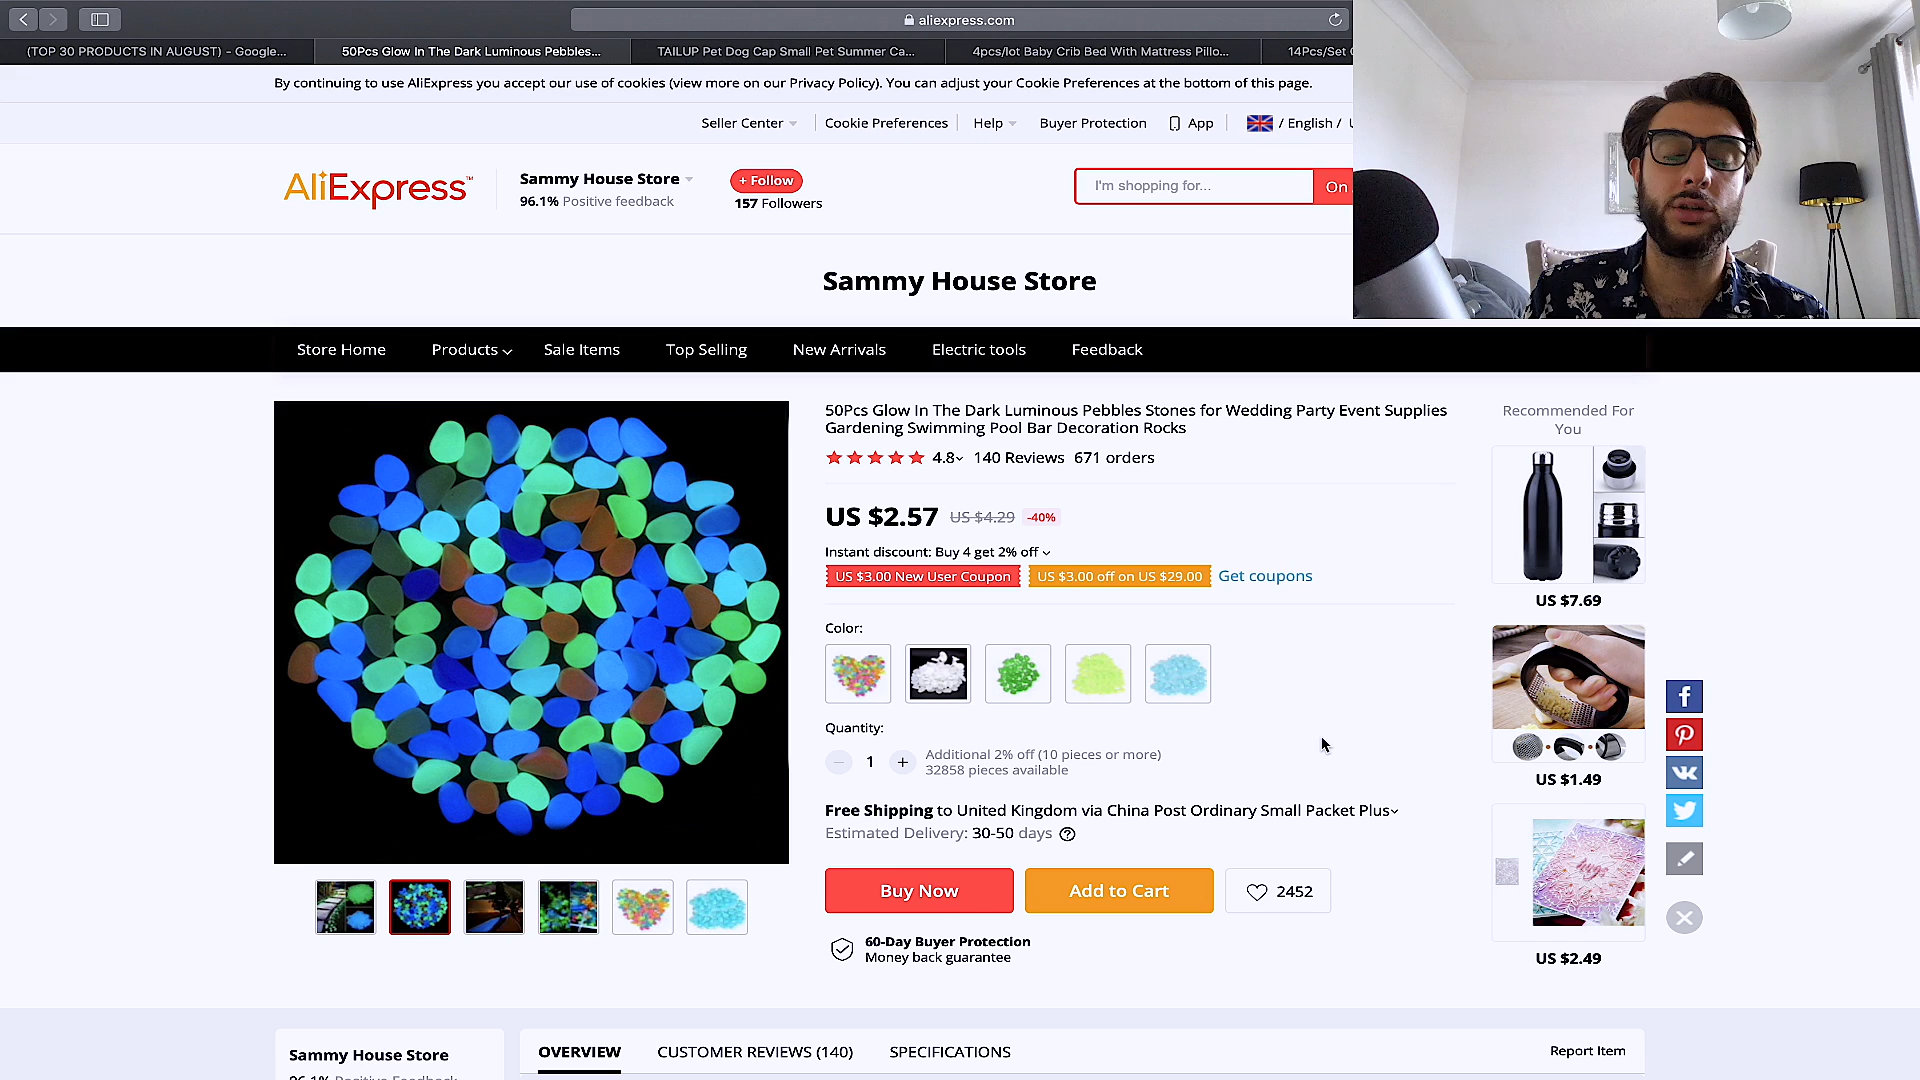 aliexpress.com
(TOP 30 PRODUCTS IN AUGUST) - Google...
50Pcs Glow In The Dark Luminous Pebbles...
TAILUP Pet Dog Cap Small Pet Summer Ca...
4pcs/lot Baby Crib Bed With Mattress Pillo...
14Pcs/Set
By continuing to use AliExpress you accept our use of cookies (view more on our Privacy Policy). You can adjust your Cookie Preferences at the bottom of this page.
Seller Center
Cookie Preferences
Help
Buyer Protection
App
/ English /
AliExpress™
Sammy House Store
96.1% Positive feedback
+ Follow
157 Followers
I'm shopping for...
On
Sammy House Store
Store Home
Products
Sale Items
Top Selling
New Arrivals
Electric tools
Feedback
50Pcs Glow In The Dark Luminous Pebbles Stones for Wedding Party Event Supplies
Gardening Swimming Pool Bar Decoration Rocks
4.8 140 Reviews 671 orders
US $2.57 US $4.29 -40%
Instant discount: Buy 4 get 2% off
US $3.00 New User Coupon
US $3.00 off on US $29.00
Get coupons
Color:
Quantity:
1
Additional 2% off (10 pieces or more)
32858 pieces available
Free Shipping to United Kingdom via China Post Ordinary Small Packet Plus
Estimated Delivery: 30-50 days
Buy Now
Add to Cart
2452
60-Day Buyer Protection
Money back guarantee
Recommended For
You
US $7.69
US $1.49
hugs
US $2.49
Sammy House Store
OVERVIEW
CUSTOMER REVIEWS (140)
SPECIFICATIONS
Report Item
96.1% Positive Feedback